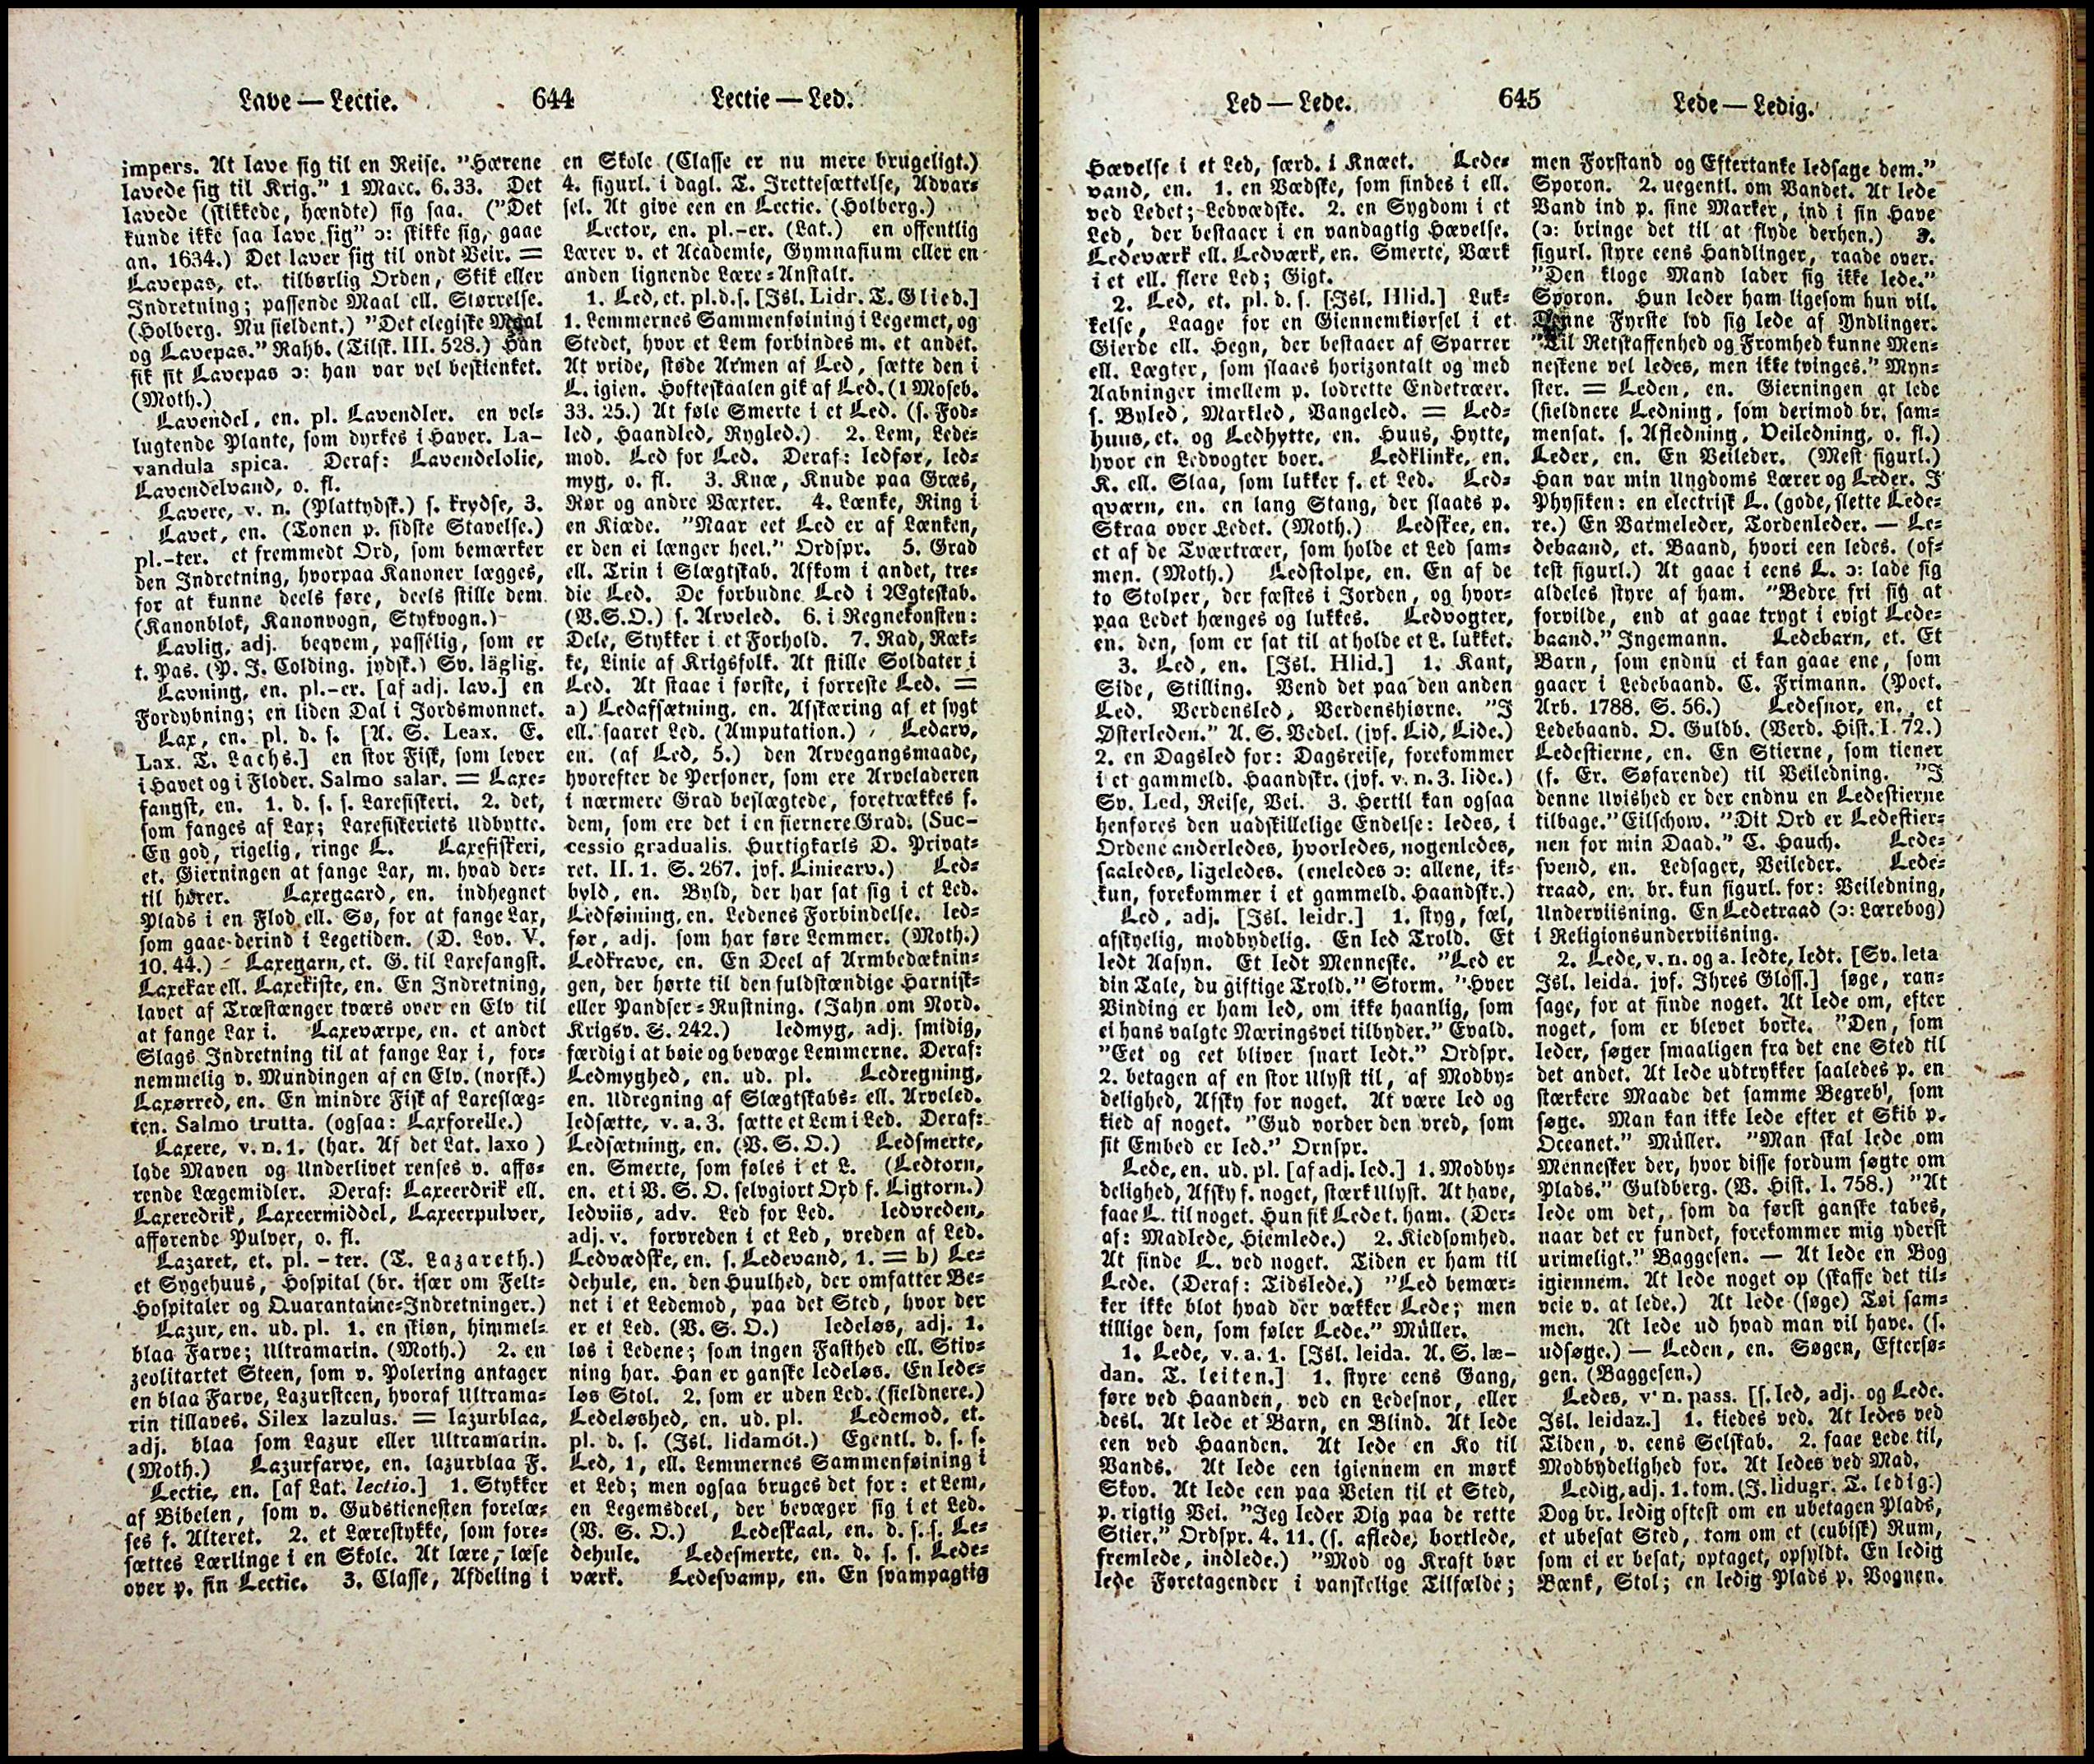 Lave — Lectie.
644
Lectie — Led.
impers. At lave sig til en Reise. "Hærene
lavede sig til Krig." 1 Macc. 6.33. Det
lavede (skikkede, hændte) sig saa. ("Det
kunde ikke saa lave sig" ɔ: skikke sig, gaae
an. 1634.) Det laver sig til ondt Veir. =
Lavepas, et. tilbørlig Orden, Skik eller
Indretning; passende Maal ell. Størrelse.
(Holberg. Nu sieldent.) "Det elegiske Maal
og Lavepas." Rahb. (Tilsk. III. 528.) Han
fik sit Lavepas ɔ: han var vel beskienket.
(Moth.)
Lavendel, en. pl. Lavendler. en vel-
lugtende Plante, som dyrkes i Haver. La-
vandula spica. Deraf: Lavendelolie,
Lavendelvand, o. fl.
Lavere, v. n. (Plattydsk.) s. krydse, 3.
Lavet, en. (Tonen p. sidste Stavelse.)
pl.-ter. et fremmedt Ord, som bemærker
den Indretning, hvorpaa Kanoner lægges,
for at kunne deels føre, deels stille dem
(Kanonblok, Kanonvogn, Stykvogn.)
Lavlig, adj. beqvem, passelig, som er
t. Pas. (P. J. Colding. jydsk.) Sv. läglig.
Lavning, en. pl.-er. [af adj. lav.] en
Fordybning; en liden Dal i Jordsmonnet.
Lax, en. pl. d. s. [A. S. Leax. E.
Lax. T. Lachs.] en stor Fisk, som lever
i Havet og i Floder. Salmo salar. = Laxe-
fangst, en. 1. d. s. s. Laxefiskeri. 2. det,
som fanges af Lax; Laxefiskeriets Udbytte.
En god, rigelig, ringe L. Laxefiskeri,
et. Gierningen at fange Lax, m. hvad der-
til hører. Laxegaard, en. indhegnet
Plads i en Flod ell. Sø, for at fange Lax,
som gaae derind i Legetiden. (D. Lov. V.
10. 44.) - Laxegarn, et. G. til Laxefangst.
Laxekar ell. Laxekiste, en. En Indretning,
lavet af Træstænger tværs over en Elv til
at fange Lax i. Laxeværpe, en. et andet
Slags Indretning til at fange Lax i, for-
nemmelig v. Mundingen af en Elv. (norsk.)
Laxørred, en. En mindre Fisk af Laxeslæg-
ten. Salmo trutta. (ogsaa: Laxforelle.)
Laxere, v. n. 1. (har. Af det Lat. laxo)
lade Maven og Underlivet renses v. affø-
rende Lægemidler. Deraf: Laxeerdrik ell.
Laxeredrik, Laxeermiddel, Laxeerpulver,
afførende Pulver, o. fl.
Lazaret, et. pl. -ter. (T. Lazareth.)
et Sygehuus, Hospital (br. især om Felt-
Hospitaler og Quarantaine-Indretninger.)
Lazur, en. ud. pl. 1. en skiøn, himmel-
blaa Farve; Ultramarin. (Moth.) 2. en
zeolitartet Steen, som v. Polering antager
en blaa Farve, Lazursteen, hvoraf Ultrama-
rin tillaves. Silex lazulus. = lazurblaa,
adj. blaa som Lazur eller Ultramarin.
(Moth.) Lazurfarve, en. lazurblaa F.
Lectie, en. [af Lat. lectio.] 1. Stykker
af Bibelen, som v. Gudstienesten forelæ-
ses f. Alteret. 2. et Lærestykke, som fore-
sættes Lærlinge i en Skole. At lære, læse
over p. sin Lectie. 3. Classe, Afdeling i
en Skole (Classe er nu mere brugeligt.)
4. figurl. i dagl. T. Irettesættelse, Advar-
sel. At give een en Lectie. (Holberg.)
Lector, en. pl.-er. (Lat.) en offentlig
Lærer v. et Academie, Gymnasium eller en
anden lignende Lære-Anstalt.
1. Led, et. pl. d. s. [Isl. Lidr. T. Glied.]
1. Lemmernes Sammenføining i Legemet, og
Stedet, hvor et Lem forbindes m. et andet.
At vride, støde Armen af Led, sætte den i
L. igien. Hofteskaalen gik af Led. (1 Moseb.
33. 25.) At føle Smerte i et Led. (s. Fod-
led, Haandled, Rygled.) 2. Lem, Lede-
mod. Led for Led. Deraf: ledfør, led-
myg, o. fl. 3. Knæ, Knude paa Græs,
Rør og andre Væxter. 4. Lænke, Ring i
en Kiæde. "Naar eet Led er af Lænken,
er den ei længer heel." Ordspr. 5. Grad
ell. Trin i Slægtskab. Afkom i andet, tre-
die Led. De forbudne Led i Ægteskab.
(V.S.O.) s. Arveled. 6. i Regnekonsten:
Dele, Stykker i et Forhold. 7. Rad, Ræk-
ke, Linie af Krigsfolk. At stille Soldater i
Led. At staae i første, i forreste Led. =
a) Ledafsætning, en. Afskæring af et sygt
ell. saaret Led. (Amputation.) Ledarv,
en. (af Led, 5.) den Arvegangsmaade,
hvorefter de Personer, som ere Arveladeren
i nærmere Grad beslægtede, foretrækkes f.
dem, som ere det i en fiernere Grad. (Suc-
cessio gradualis. Hurtigkarls D. Privat-
ret. II. 1. S. 267. jvf. Liniearv.) Led-
byld, en. Byld, der har sat sig i et Led.
Ledføining, en. Ledenes Forbindelse. led-
før, adj. som har føre Lemmer. (Moth.)
Ledkrave, en. En Deel af Armbedæknin-
gen, der hørte til den fuldstændige Harnisk-
eller Pandser-Rustning. (Jahn om Nord.
Krigsv. S. 242.) ledmyg, adj. smidig,
færdig i at bøie og bevæge Lemmerne. Deraf:
Ledmyghed, en. ud. pl. Ledregning,
en. Udregning af Slægtskabs- ell. Arveled.
ledsætte, v. a. 3. sætte et Lem i Led. Deraf:
Ledsætning, en. (V. S. O.) Ledsmerte,
en. Smerte, som føles i et L. (Ledtorn,
en. et i V. S. O. selvgiort Ord f. Ligtorn.)
ledviis, adv. Led for Led. ledvreden,
adj. v. forvreden i et Led, vreden af Led.
Ledvædske, en. s. Ledevand, 1. = b) Le-
dehule, en. den Huulhed, der omfatter Be-
net i et Ledemod, paa det Sted, hvor der
er et Led. (V. S. O.) ledeløs, adj. 1.
løs i Ledene; som ingen Fasthed ell. Stiv-
ning har. Han er ganske ledeløs. En lede-
løs Stol. 2. som er uden Led. (sieldnere.)
Ledeløshed, en. ud. pl. Ledemod, et.
pl. d. s. (Isl. lidamót.) Egentl. d. s. s.
Led, 1, ell. Lemmernes Sammenføining i
et Led; men ogsaa bruges det for: et Lem,
en Legemsdeel, der bevæger sig i et Led.
(V. S. O.) Ledeskaal, en. d. s. s. Le-
dehule. Ledesmerte, en. d. s. s. Lede-
værk. Ledesvamp, en. En svampagtig
Led — Lede.
645
Lede — Ledig.
Hævelse i et Led, færd. i Knæet. Lede-
vand, en. 1. en Vædske, som findes i ell.
ved Ledet; Ledvædske. 2. en Sygdom i et
Led, der bestaaer i en vandagtig Hævelse.
Ledeværk ell. Ledværk, en. Smerte, Værk
i et ell. flere Led; Gigt.
2. Led, et. pl. d. s. [Isl. Hlid.] Luk-
kelse, Laage for en Giennemkiørsel i et
Gierde ell. Hegn, der bestaaer af Sparrer
ell. Lægter, som slaaes horizontalt og med
Aabninger imellem p. lodrette Endetræer.
s. Byled, Markled, Vangeled. = Led-
huus, et. og Ledhytte, en. Huus, Hytte,
hvor en Ledvogter boer. Ledklinke, en.
K. ell. Slaa, som lukker f. et Led. Led-
qværn, en. en lang Stang, der slaaes p.
Skraa over Ledet. (Moth.) Ledskee, en.
et af de Tværtræer, som holde et Led sam-
men. (Moth.) Ledstolpe, en. En af de
to Stolper, der fæstes i Jorden, og hvor-
paa Ledet hænges og lukkes. Ledvogter,
en. den, som er sat til at holde et L. lukket.
3. Led, en. [Isl. Hlid.] 1. Kant,
Side, Stilling. Vend det paa den anden
Led. Verdensled, Verdenshiørne. "I
Østerleden." A. S. Vedel. (jvf. Lid, Lide.)
2. en Dagsled for: Dagsreise, forekommer
i et gammeld. Haandskr. (jvf. v. n. 3. lide.)
Sv. Led, Reise, Vei. 3. Hertil kan ogsaa
henføres den uadskillelige Endelse: ledes, i
Ordene anderledes, hvorledes, nogenledes,
saaledes, ligeledes. (eneledes ɔ: allene, ik-
kun, forekommer i et gammeld. Haandskr.)
Led, adj. [Isl. leidr.] 1. styg, fæl,
afskyelig, modbydelig. En led Trold. Et
ledt Aasyn. Et ledt Menneske. "Led er
din Tale, du giftige Trold." Storm. "Hver
Vinding er ham led, om ikke haanlig, som
ei hans valgte Næringsvei tilbyder." Evald.
"Eet og eet bliver snart ledt." Ordspr.
2. betagen af en stor Ulyst til, af Modby-
delighed, Afsky for noget. At være led og
kied af noget. "Gud vorder den vred, som
sit Embed er led." Ornspr.
Lede, en. ud. pl. [af adj. led.] 1. Modby-
delighed, Afsky f. noget, stærk Ulyst. At have,
faae L. til noget. Hun fik Lede t. ham. (Der-
af: Madlede, Hiemlede.) 2. Kiedsomhed.
At finde L. ved noget. Tiden er ham til
Lede. (Deraf: Tidslede.) "Led bemær-
ker ikke blot hvad der vækker Lede; men
tillige den, som føler Lede." Müller.
1. Lede, v. a. 1. [Isl. leida. A. S. læ-
dan. T. leiten.] 1. styre eens Gang,
føre ved Haanden, ved en Ledesnor, eller
desl. At lede et Barn, en Blind. At lede
een ved Haanden. At lede en Ko til
Vands. At lede een igiennem en mørk
Skov. At lede een paa Veien til et Sted,
p. rigtig Vei. "Jeg leder Dig paa de rette
Stier." Ordspr. 4. 11. (s. aflede, bortlede,
fremlede, indlede.) "Mod og Kraft bør
lede Foretagender i vanskelige Tilfælde;
men Forstand og Eftertanke ledsage dem."
Sporon. 2. uegentl. om Vandet. At lede
Vand ind p. sine Marker, ind i sin Have
(ɔ: bringe det til at flyde derhen.) 3.
figurl. styre eens Handlinger, raade over.
"Den kloge Mand lader sig ikke lede."
Sporon. Hun leder ham ligesom hun vil.
Denne Fyrste lod sig lede af Yndlinger.
"Til Retskaffenhed og Fromhed kunne Men-
neskene vel ledes, men ikke tvinges." Myn-
ster. = Leden, en. Gierningen at lede
(sieldnere Ledning, som derimod br. sam-
mensat. s. Afledning, Veiledning, o. fl.)
Leder, en. En Veileder. (Mest figurl.)
Han var min Ungdoms Lærer og Leder. I
Physiken: en electrisk L. (gode, slette Lede-
re.) En Varmeleder, Tordenleder. — Le-
debaand, et. Baand, hvori een ledes. (of-
test figurl.) At gaae i eens L. ɔ: lade sig
aldeles styre af ham. "Bedre fri sig at
forvilde, end at gaae trygt i evigt Lede-
baand." Ingemann. Ledebarn, et. Et
Barn, som endnu ei kan gaae ene, som
gaaer i Ledebaand. C. Frimann. (Poet.
Arb. 1788. S. 56.) Ledesnor, en. et
Ledebaand. O. Guldb. (Verd. Hist. I. 72.)
Ledestierne, en. En Stierne, som tiener
(f. Ex. Søfarende) til Veiledning. "I
denne Uvished er der endnu en Ledestierne
tilbage." Eilschow. "Dit Ord er Ledestier-
nen for min Daad." C. Hauch. Lede-
svend, en. Ledsager, Veileder. Lede-
traad, en. br. kun figurl. for: Veiledning,
Underviisning. En Ledetraad (ɔ: Lærebog)
i Religionsunderviisning.
2. Lede, v. n. og a. ledte, ledt. [Sv. leta
Isl. leida. jvf. Ihres Gloss.] søge, ran-
sage, for at finde noget. At lede om, efter
noget, som er blevet borte. "Den, som
leder, søger smaaligen fra det ene Sted til
det andet. At lede udtrykker saaledes p. en
stærkere Maade det samme Begreb, som
søge. Man kan ikke lede efter et Skib p.
Oceanet." Müller. "Man skal lede om
Mennesker der, hvor disse fordum søgte om
Plads." Guldberg. (V. Hist. I. 758.) "At
lede om det, som da først ganske tabes,
naar det er fundet, forekommer mig yderst
urimeligt." Baggesen. — At lede en Bog
igiennem. At lede noget op (skaffe det til-
veie v. at lede.) At lede (søge) Tøi sam-
men. At lede ud hvad man vil have. (s.
udsøge.) — Leden, en. Søgen, Eftersø-
gen. (Baggesen.)
Ledes, v. n. pass. [s. led, adj. og Lede.
Isl. leidaz.] 1. kiedes ved. At ledes ved
Tiden, v. eens Selskab. 2. faae Lede til,
Modbydelighed for. At ledes ved Mad.
Ledig, adj. 1. tom. (I. lidugr. T. ledig.)
Dog br. ledig oftest om en ubetagen Plads,
et ubesat Sted, tom om et (cubisk) Rum,
som ei er besat, optaget, opfyldt. En ledig
Bænk, Stol; en ledig Plads p. Vognen.